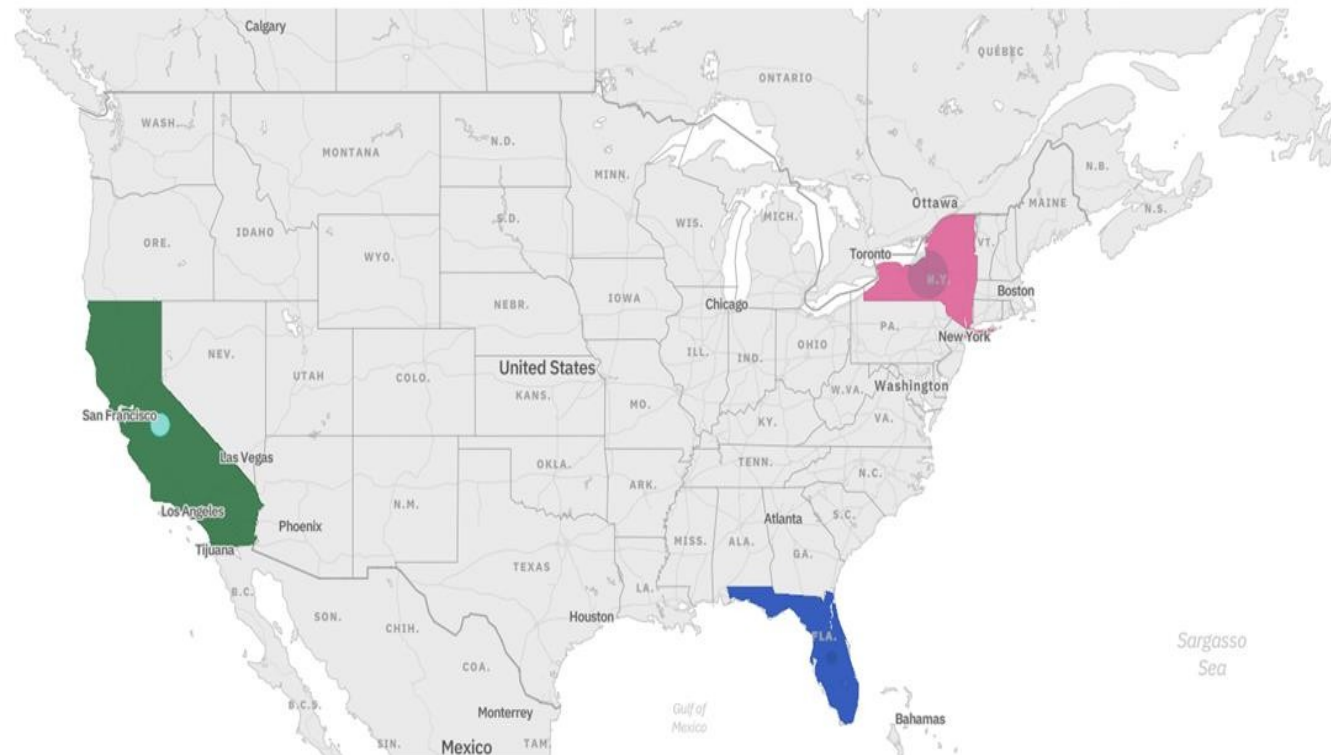 Calgary
QUÉBEC
ONTARIO
WASH.
MONTANA
N.D.
MINN.
N.B.
Ottawa
MAINE
N.S.
ORE.
IDAHO
S.D.
WIS.
MICH.
VT.
WYO.
Toronto
N.Y.
Boston
NEBR.
IOWA
Chicago
NEV.
UTAH
COLO.
United States
KANS.
MO.
ILL.
IND.
OHIO
PA.
New York
W.VA.
Washington
VA.
San Francisco
KY.
Las Vegas
OKLA.
TENN.
N.C.
ARK.
Los Angeles
Phoenix
N.M.
Atlanta
S.C.
Tijuana
MISS.
ALA.
GA.
TEXAS
B.C.
LA.
SON.
CHIH.
Houston
FLA.
COA.
Sargasso
Sea
B.C.S.
Monterrey
Gulf of
Mexico
Bahamas
SIN.
Mexico
TAM.